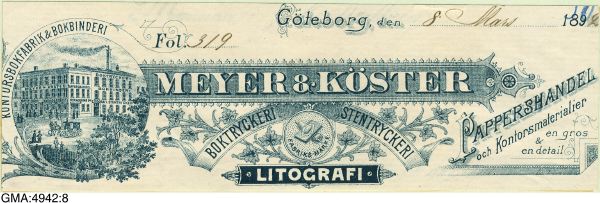 Göteborg, den 8 Mars 189
Fol. 319
KONTORSBOKFABRIK & BOKBINDERI
MEYER & KÖSTER
BOKTRYCKERI STENTRYCKERI
FABRIKS-MÄRKE
LITOGRAFI
PAPPERSHANDEL
och Kontorsmaterialier
en gros
&
en detail
GMA:4942:8